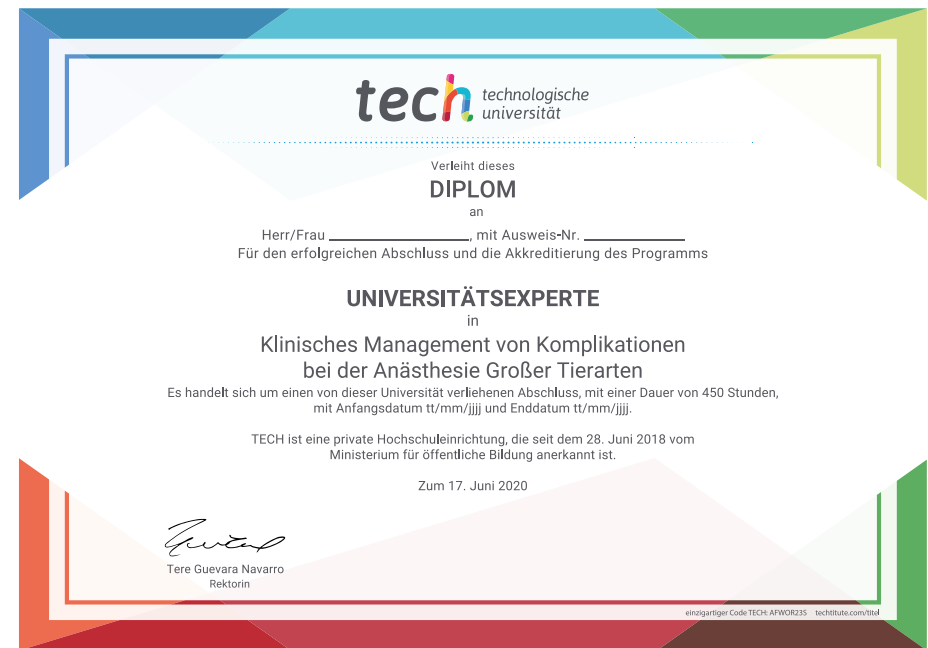 tech technologische
universität
Verleiht dieses
DIPLOM
an
Herr/Frau ____________, mit Ausweis-Nr. ____________
Für den erfolgreichen Abschluss und die Akkreditierung des Programms
UNIVERSITÄTSEXPERTE
in
Klinisches Management von Komplikationen
bei der Anästhesie Großer Tierarten
Es handelt sich um einen von dieser Universität verliehenen Abschluss, mit einer Dauer von 450 Stunden,
mit Anfangsdatum tt/mm/jjjj und Enddatum tt/mm/jjjj.
TECH ist eine private Hochschuleinrichtung, die seit dem 28. Juni 2018 vom
Ministerium für öffentliche Bildung anerkannt ist.
Zum 17. Juni 2020
Tere Guevara Navarro
Rektorin
einzigartiger Code TECH: AFWOR23S techtitute.com/titel